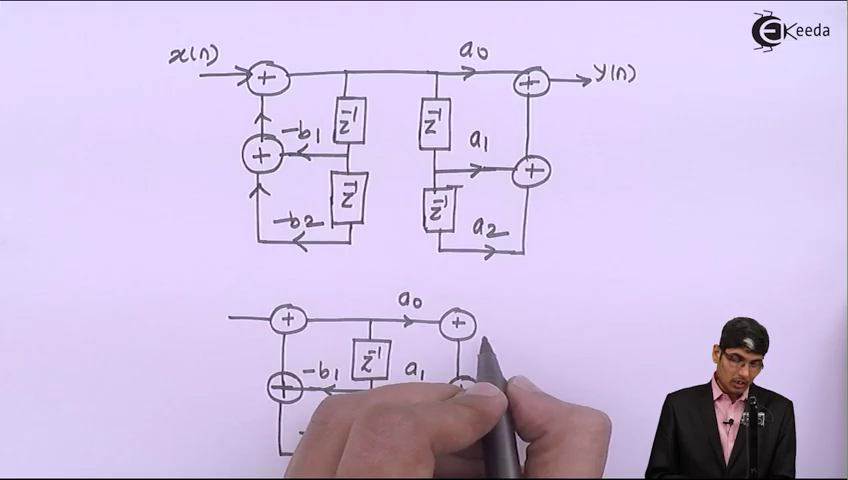 EKeeda
x(n) + a0 + y(n)
z⁻¹ z⁻¹
-b1 a1
+ +
z⁻¹ z⁻¹
-b2 a2
+ a0 +
z⁻¹
-b1 a1
+